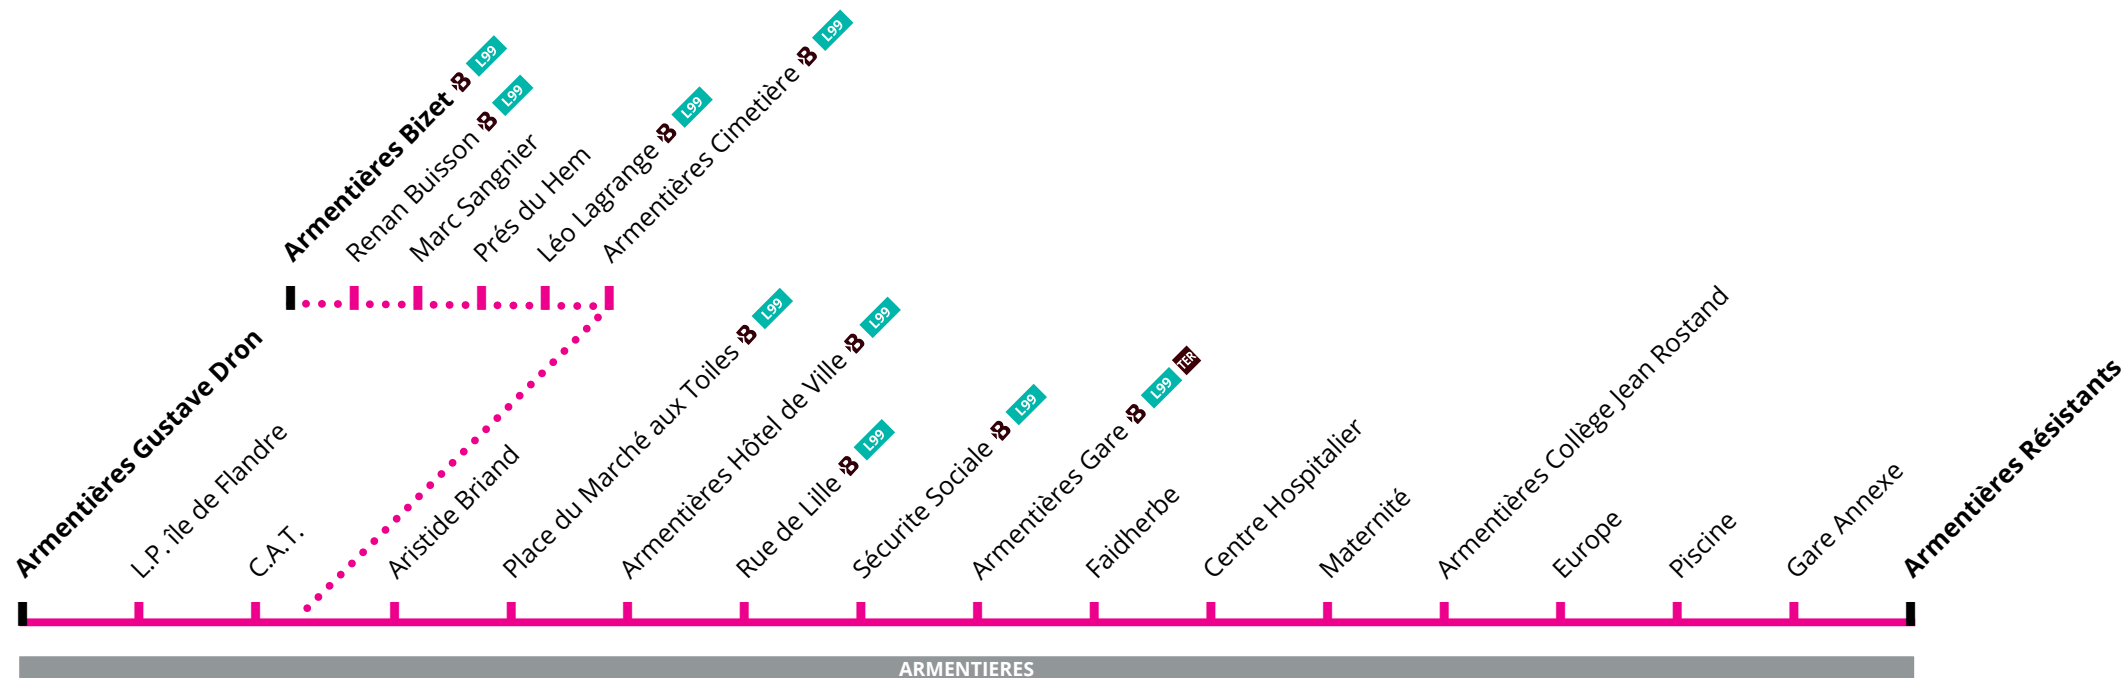 Armentières Bizet B L99
Renan Buisson B L99
Marc Sangnier
Prés du Hem
Léo Lagrange B L99
Armentières Cimetière B L99
Armentières Gustave Dron
L.P. île de Flandre
C.A.T.
Aristide Briand
Place du Marché aux Toiles B L99
Armentières Hôtel de Ville B L99
Rue de Lille B L99
Sécurite Sociale B L99
Armentières Gare B L99 TER
Faidherbe
Centre Hospitalier
Maternité
Armentières Collège Jean Rostand
Europe
Piscine
Gare Annexe
Armentières Résistants
ARMENTIERES